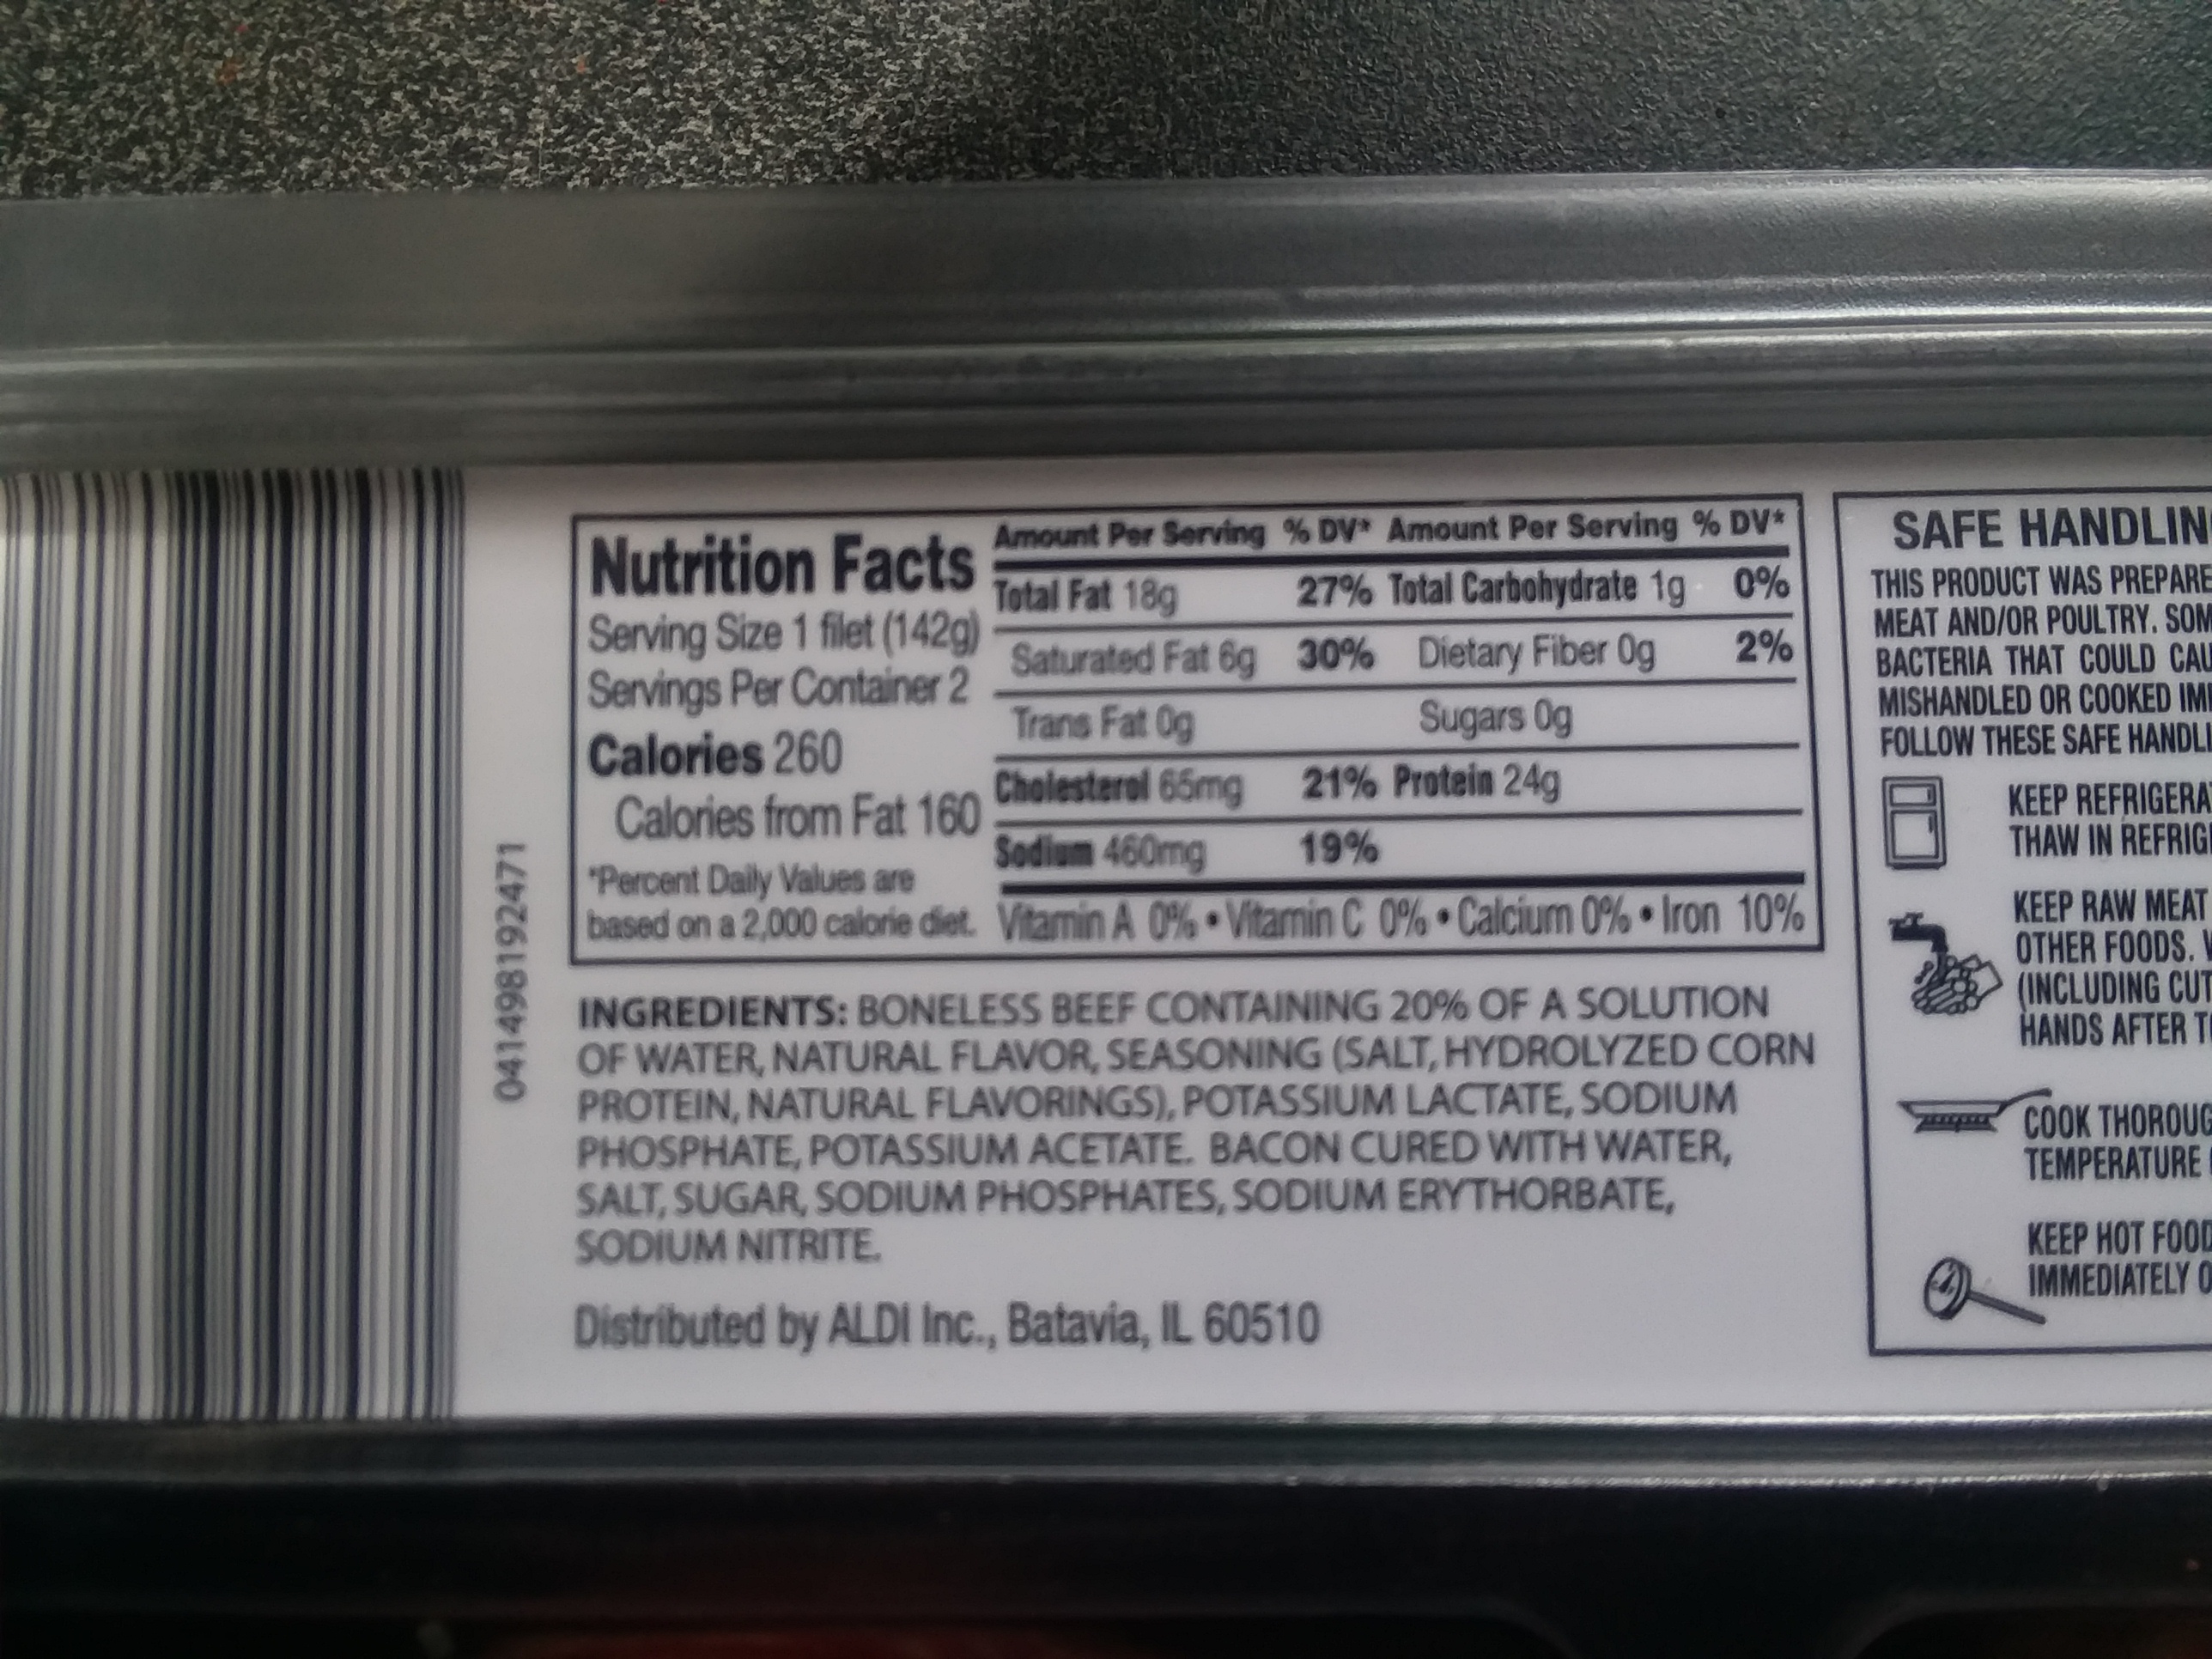 Nutrition Facts
Serving Size 1 filet (142g)
Servings Per Container 2
Calories 260
Calories from Fat 160
*Percent Daily Values are
based on a 2,000 calorie diet.
Amount Per Serving % DV* Amount Per Serving % DV*
Total Fat 18g 27% Total Carbohydrate 1g 0%
Saturated Fat 6g 30% Dietary Fiber 0g 2%
Trans Fat 0g Sugars 0g
Cholesterol 65mg 21% Protein 24g
Sodium 460mg 19%
Vitamin A 0% • Vitamin C 0% • Calcium 0% • Iron 10%
041498192471
INGREDIENTS: BONELESS BEEF CONTAINING 20% OF A SOLUTION
OF WATER, NATURAL FLAVOR, SEASONING (SALT, HYDROLYZED CORN
PROTEIN, NATURAL FLAVORINGS), POTASSIUM LACTATE, SODIUM
PHOSPHATE, POTASSIUM ACETATE. BACON CURED WITH WATER,
SALT, SUGAR, SODIUM PHOSPHATES, SODIUM ERYTHORBATE,
SODIUM NITRITE.
Distributed by ALDI Inc., Batavia, IL 60510
SAFE HANDLIN
THIS PRODUCT WAS PREPARE
MEAT AND/OR POULTRY. SOM
BACTERIA THAT COULD CAU
MISHANDLED OR COOKED IM
FOLLOW THESE SAFE HANDLI
KEEP REFRIGERA
THAW IN REFRIG
KEEP RAW MEAT
OTHER FOODS. W
(INCLUDING CUT
HANDS AFTER T
COOK THOROUG
TEMPERATURE
KEEP HOT FOOD
IMMEDIATELY O